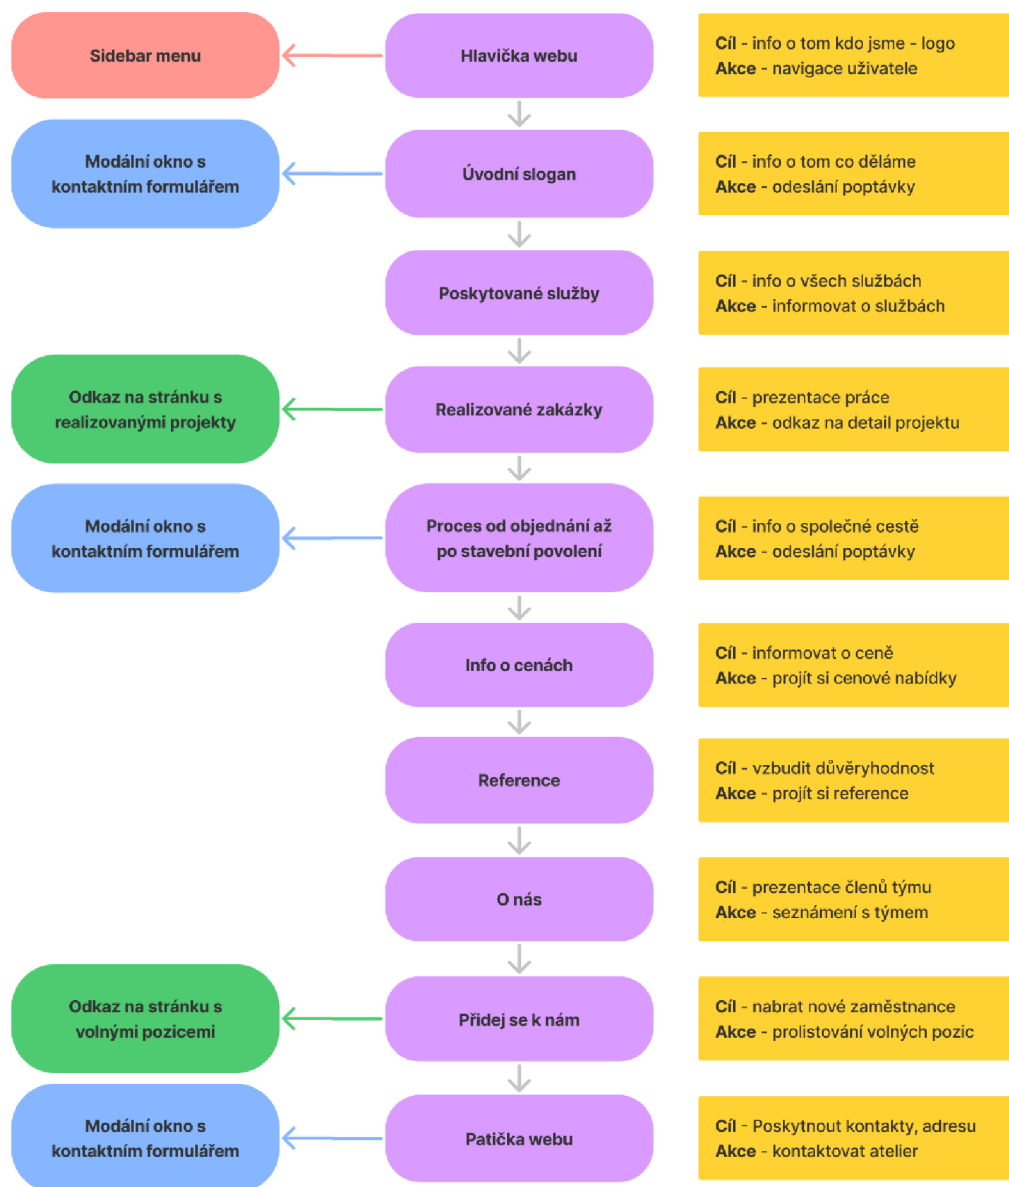 Sidebar menu
Hlavička webu
Cíl - info o tom kdo jsme - logo
Akce - navigace uživatele
Modální okno s
kontaktním formulářem
Úvodní slogan
Cíl - info o tom co děláme
Akce - odeslání poptávky
Poskytované služby
Cíl - info o všech službách
Akce - informovat o službách
Odkaz na stránku s
realizovanými projekty
Realizované zakázky
Cíl - prezentace práce
Akce - odkaz na detail projektu
Modální okno s
kontaktním formulářem
Proces od objednání až
po stavební povolení
Cíl - info o společné cestě
Akce - odeslání poptávky
Info o cenách
Cíl - informovat o ceně
Akce - projít si cenové nabídky
Reference
Cíl - vzbudit důvěryhodnost
Akce - projít si reference
O nás
Cíl - prezentace členů týmu
Akce - seznámení s týmem
Odkaz na stránku s
volnými pozicemi
Přidej se k nám
Cíl - nabrat nové zaměstnance
Akce - prolistování volných pozic
Modální okno s
kontaktním formulářem
Patička webu
Cíl - Poskytnout kontakty, adresu
Akce - kontaktovat atelier